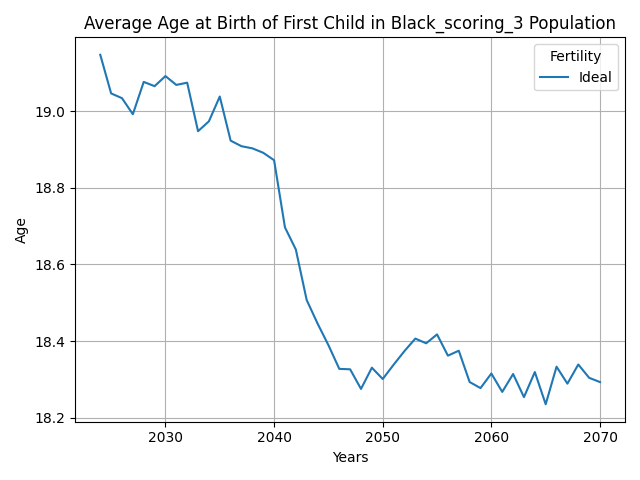 Average Age at Birth of First Child in Black_scoring_3 Population
Fertility
Ideal
19.0
18.8
18.6
18.4
18.2
Age
2030 2040 2050 2060 2070
Years